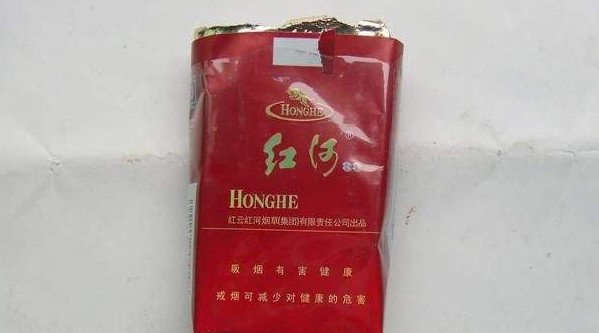 HONGHE
红河®
HONGHE
红云红河烟草(集团)有限责任公司出品
吸烟有害健康
戒烟可减少对健康的危害